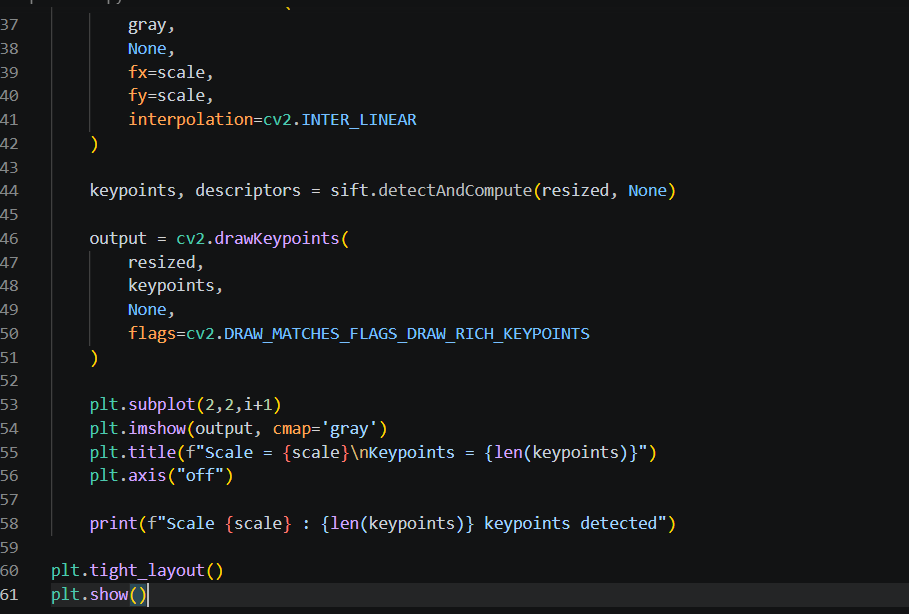 37 gray,
38 None,
39 fx=scale,
40 fy=scale,
41 interpolation=cv2.INTER_LINEAR
42 )
43
44 keypoints, descriptors = sift.detectAndCompute(resized, None)
45
46 output = cv2.drawKeypoints(
47 resized,
48 keypoints,
49 None,
50 flags=cv2.DRAW_MATCHES_FLAGS_DRAW_RICH_KEYPOINTS
51 )
52
53 plt.subplot(2,2,i+1)
54 plt.imshow(output, cmap='gray')
55 plt.title(f"Scale = {scale}\nKeypoints = {len(keypoints)}")
56 plt.axis("off")
57
58 print(f"Scale {scale} : {len(keypoints)} keypoints detected")
59
60 plt.tight_layout()
61 plt.show()